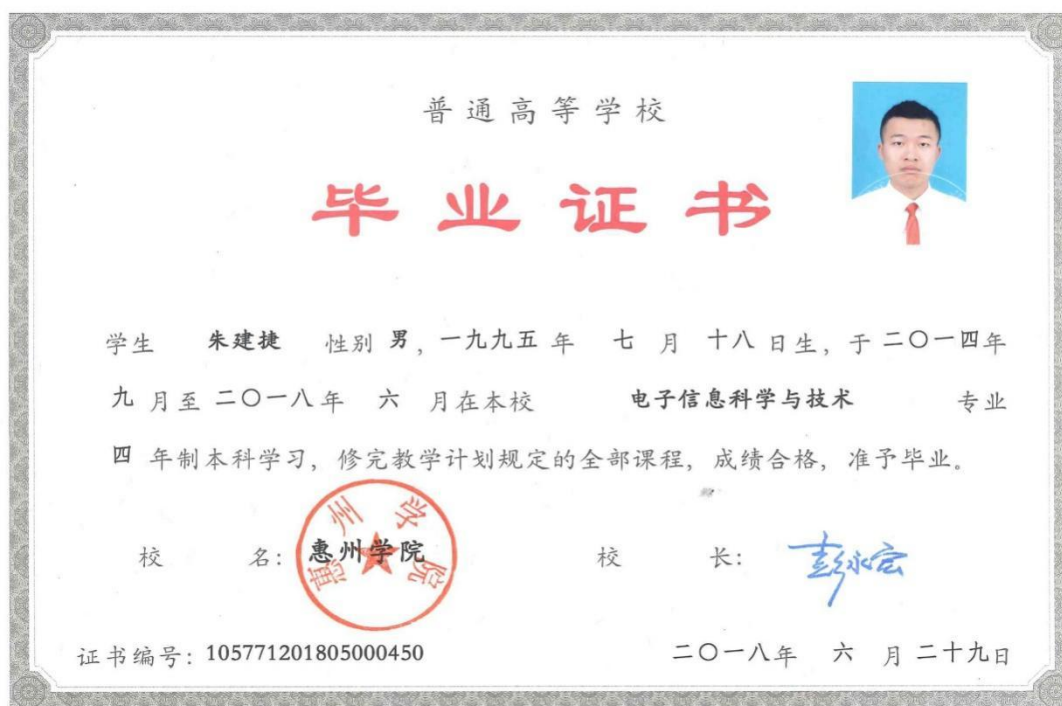 普通高等学校
毕业证书
学生 朱建捷 性别 男，一九九五 年 七 月 十八 日生，于 二〇一四年
九 月至 二〇一八年 六 月在本校 电子信息科学与技术 专业
四 年制本科学习，修完教学计划规定的全部课程，成绩合格，准予毕业。
校 名： 惠州学院 校 长： 彭永宏
惠州学院
证书编号：105771201805000450 二〇一八年 六 月 二十九日